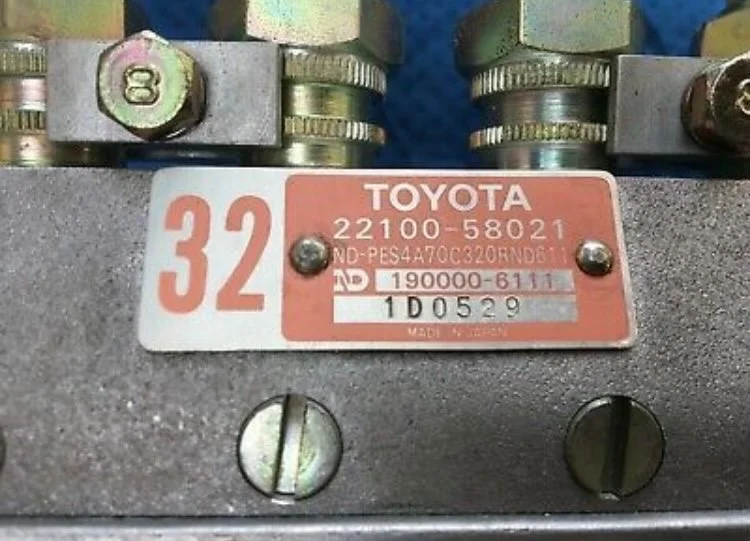 8
32
TOYOTA
22100-58021
ND-PES4A70C320RND611
ND 190000-6111
1D0529
MADE IN JAPAN